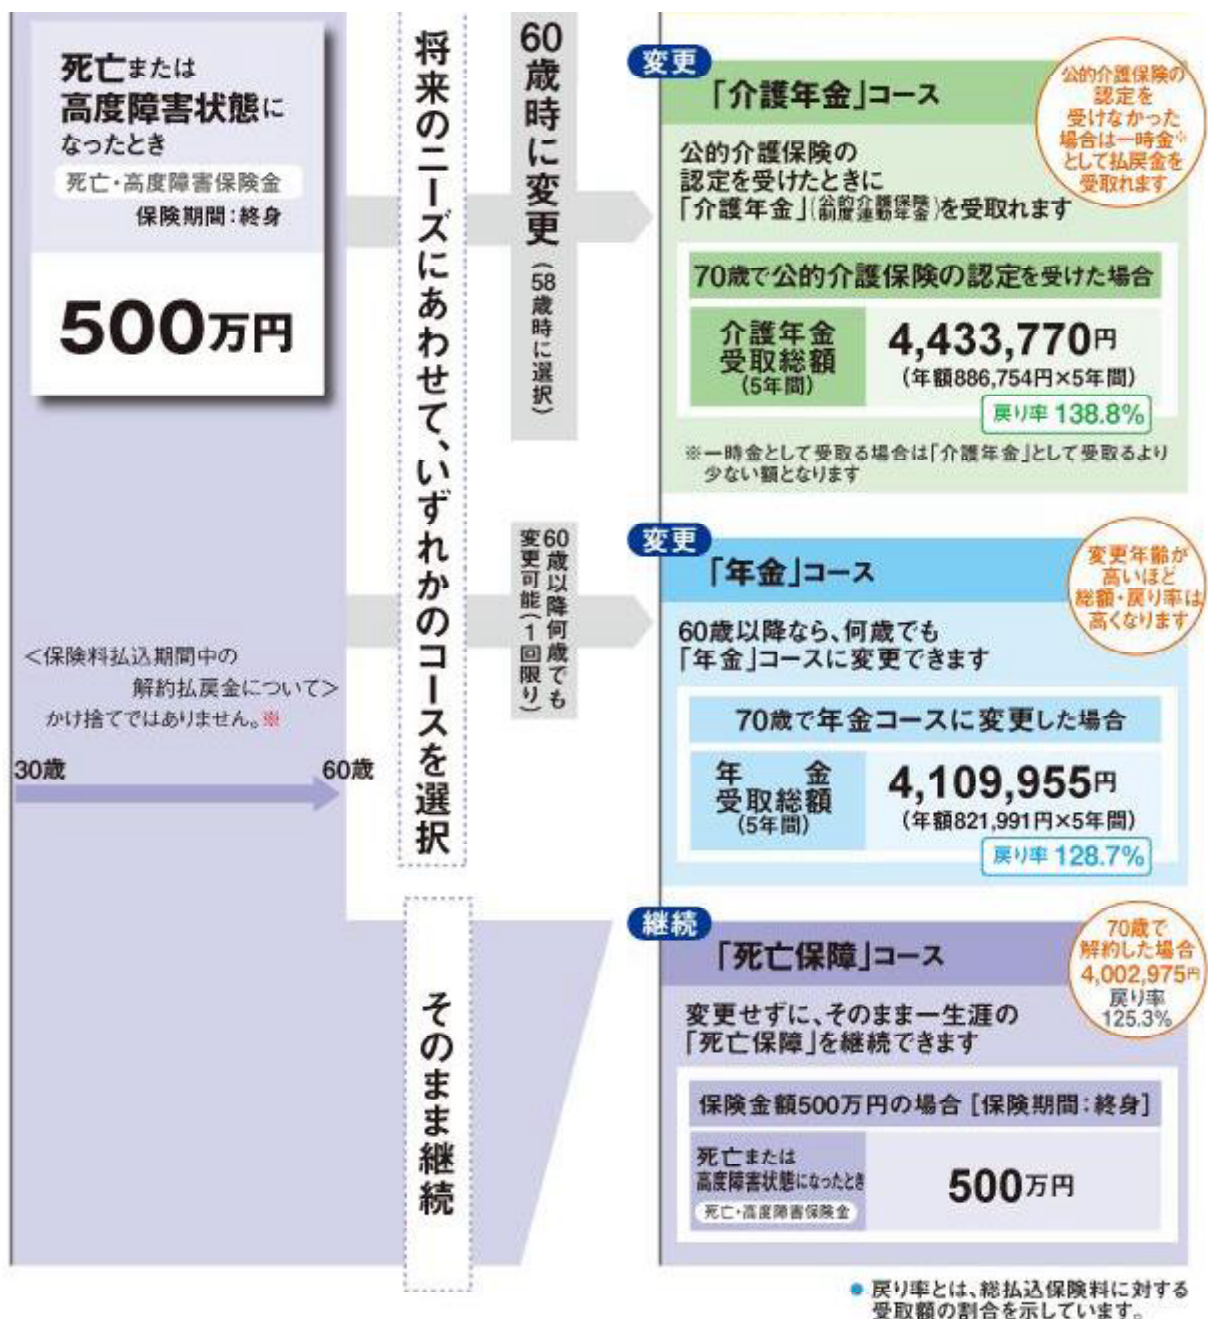 死亡または
高度障害状態に
なったとき
死亡・高度障害保険金
保険期間：終身
500万円
＜保険料払込期間中の
解約払戻金について＞
かけ捨てではありません。※
30歳
60歳
将来のニーズにあわせて、いずれかのコースを選択
そのまま継続
60歳時に変更（58歳時に選択）
60歳以降何歳でも
変更可能（1回限り）
変更
「介護年金」コース
公的介護保険の
認定を
受けなかった
場合は一時金※
として払戻金を
受取れます
公的介護保険の
認定を受けたときに
「介護年金」(公的介護保険制度連動年金)を受取れます
70歳で公的介護保険の認定を受けた場合
介護年金
受取総額
(5年間)
4,433,770円
(年額886,754円×5年間)
戻り率 138.8%
※一時金として受取る場合は「介護年金」として受取るより
少ない額となります
変更
「年金」コース
変更年齢が
高いほど
総額・戻り率は
高くなります
60歳以降なら、何歳でも
「年金」コースに変更できます
70歳で年金コースに変更した場合
年金
受取総額
(5年間)
4,109,955円
(年額821,991円×5年間)
戻り率 128.7%
継続
「死亡保障」コース
70歳で
解約した場合
4,002,975円
戻り率
125.3%
変更せずに、そのまま一生涯の
「死亡保障」を継続できます
保険金額500万円の場合［保険期間：終身］
死亡または
高度障害状態になったとき
死亡・高度障害保険金
500万円
● 戻り率とは、総払込保険料に対する
受取額の割合を示しています。